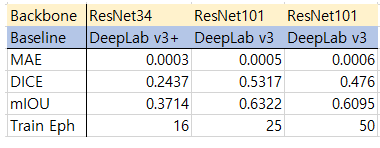 Backbone ResNet34 ResNet101 ResNet101
Baseline DeepLab v3+ DeepLab v3 DeepLab v3
MAE 0.0003 0.0005 0.0006
DICE 0.2437 0.5317 0.476
mIOU 0.3714 0.6322 0.6095
Train Eph 16 25 50